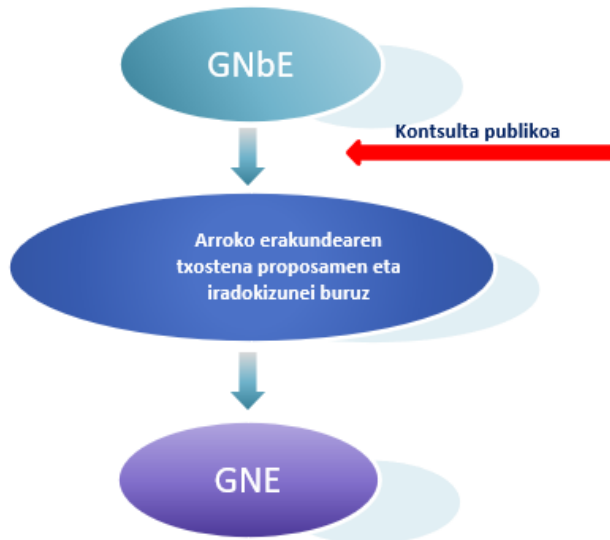 GNbE
Kontsulta publikoa
Arroko erakundearen
txostena proposamen eta
iradokizunei buruz
GNE